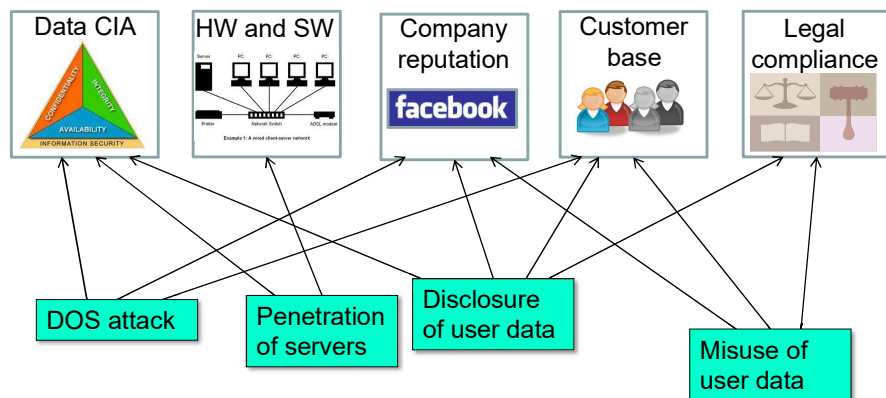 Data CIA
CONFIDENTIALITY
INTEGRITY
AVAILABILITY
INFORMATION SECURITY
HW and SW
Server
PC
PC
PC
PC
Printer
Network Switch
ADSL modem
Example 1: A wired client-server network
Company
reputation
facebook
Customer
base
Legal
compliance
DOS attack
Penetration
of servers
Disclosure
of user data
Misuse of
user data